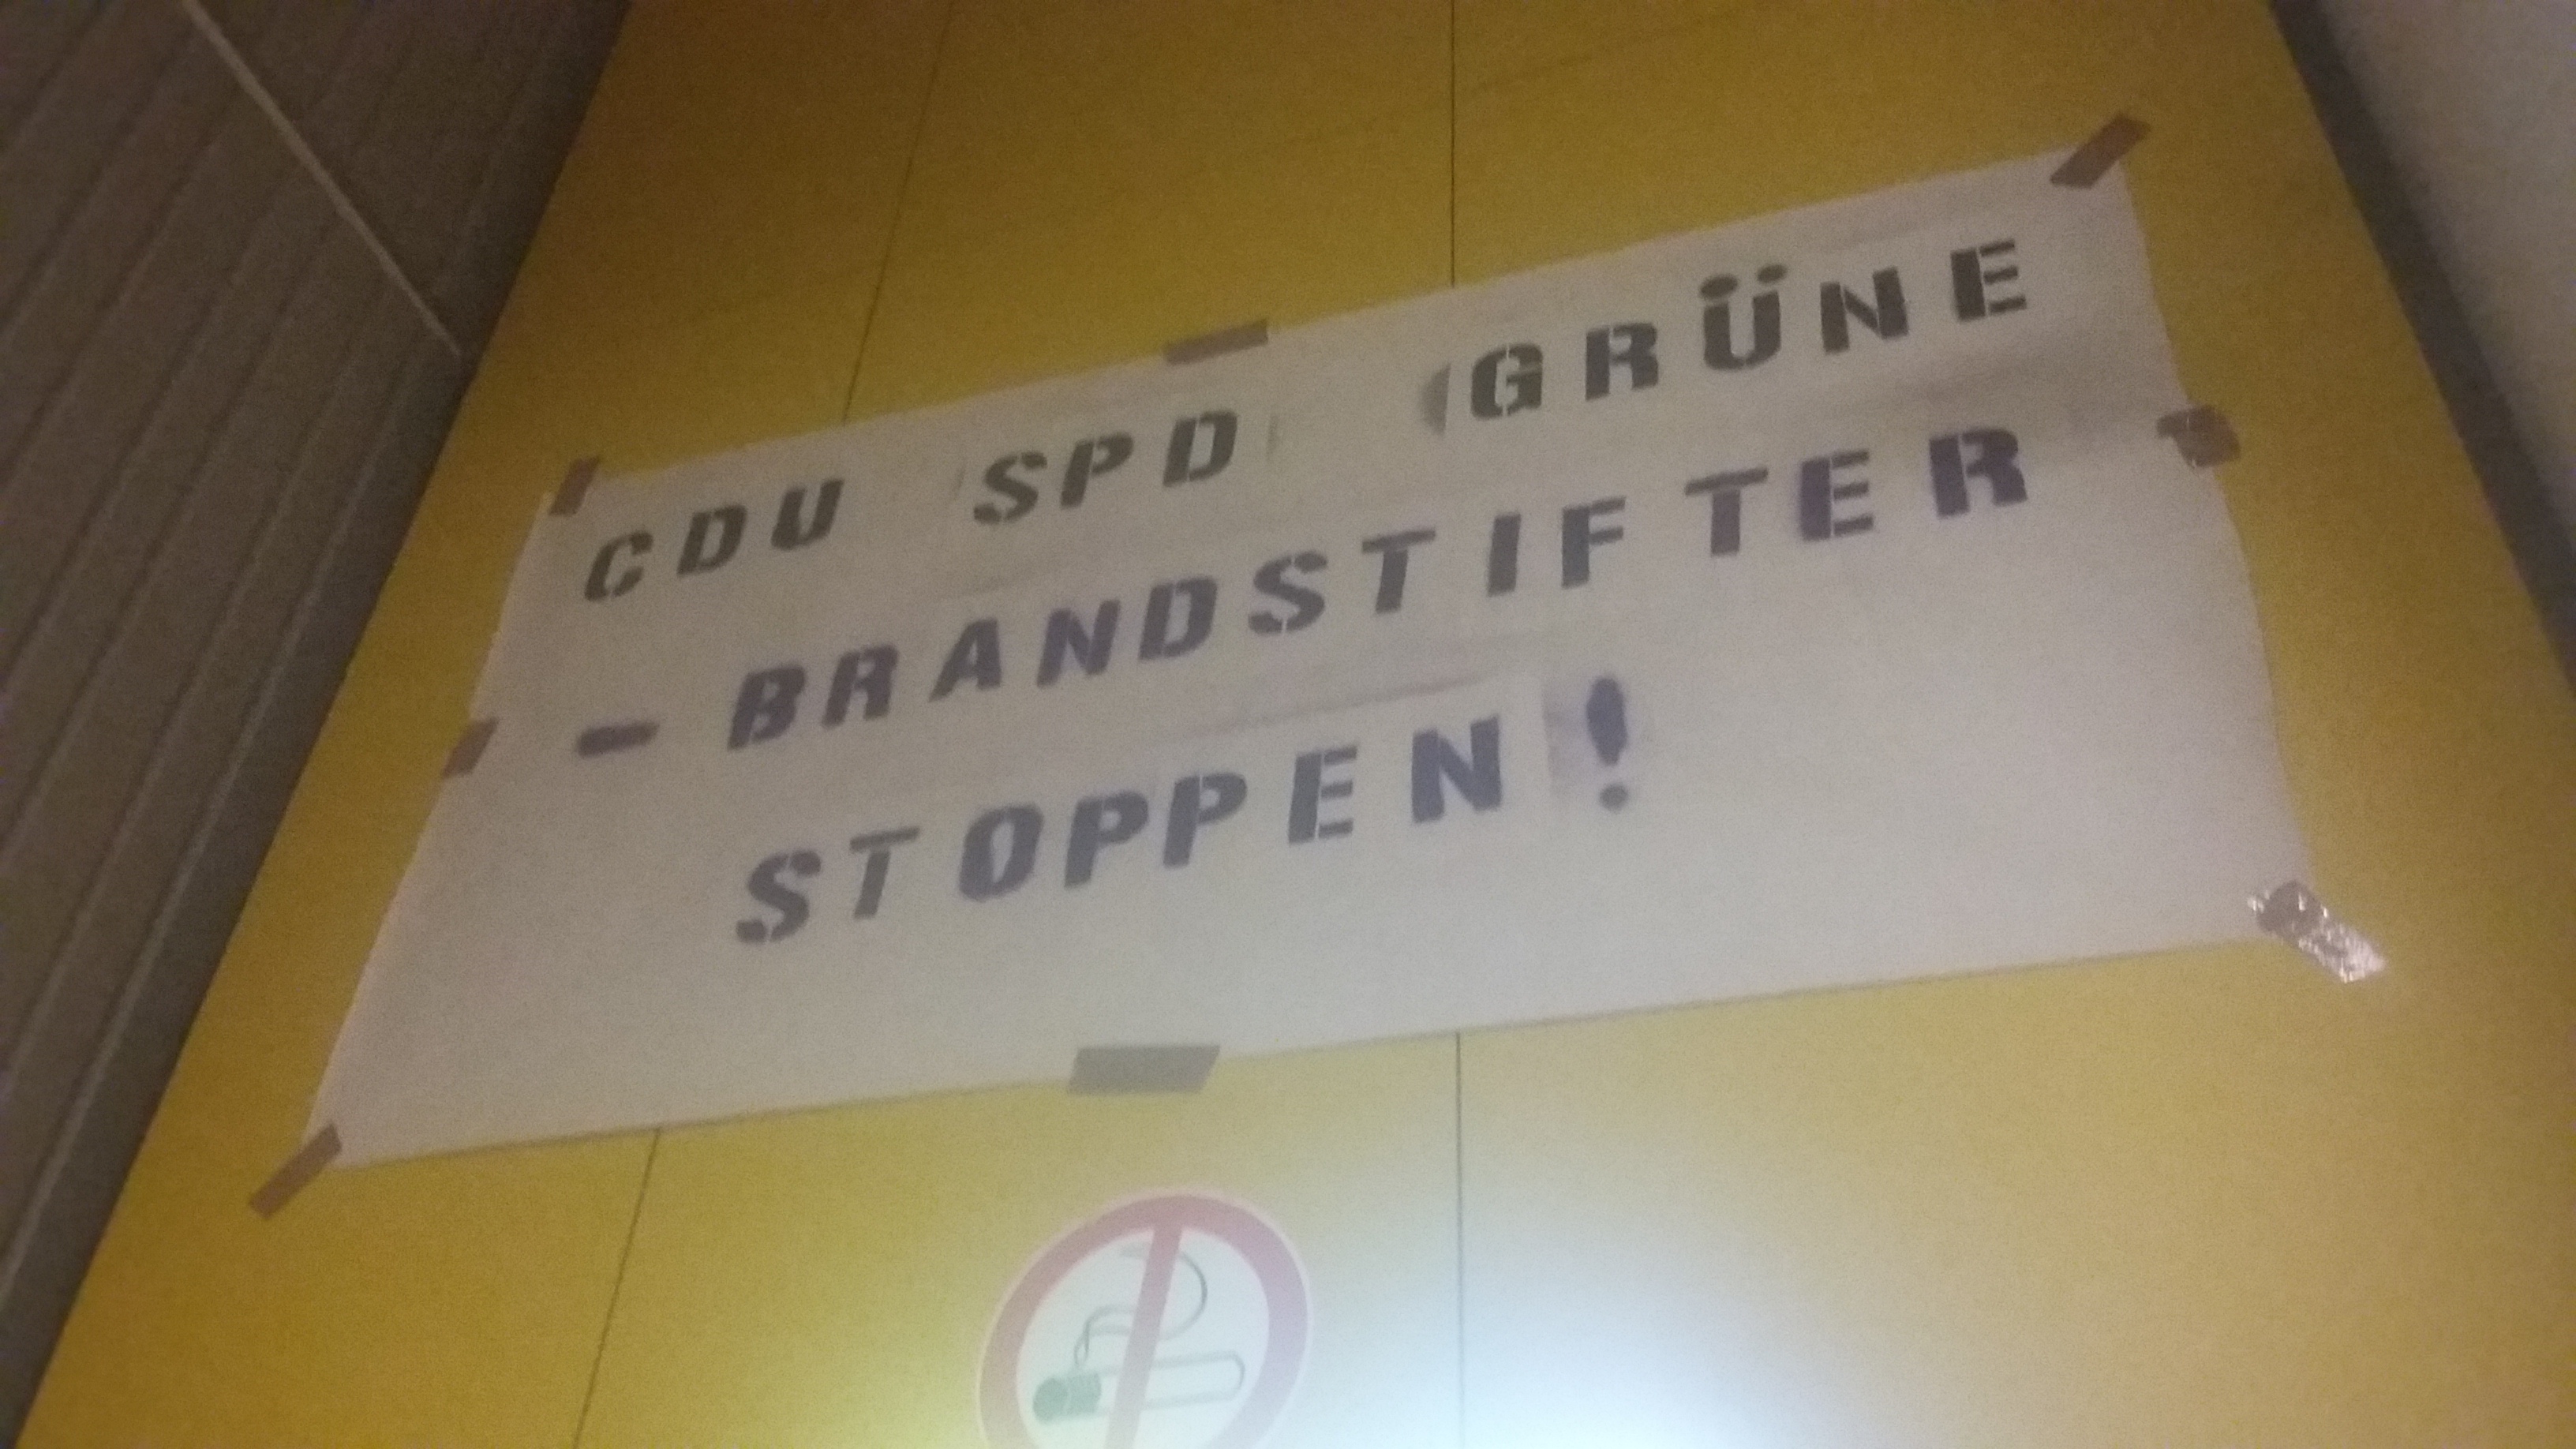 CDU SPD GRÜNE
- BRANDSTIFTER
STOPPEN!